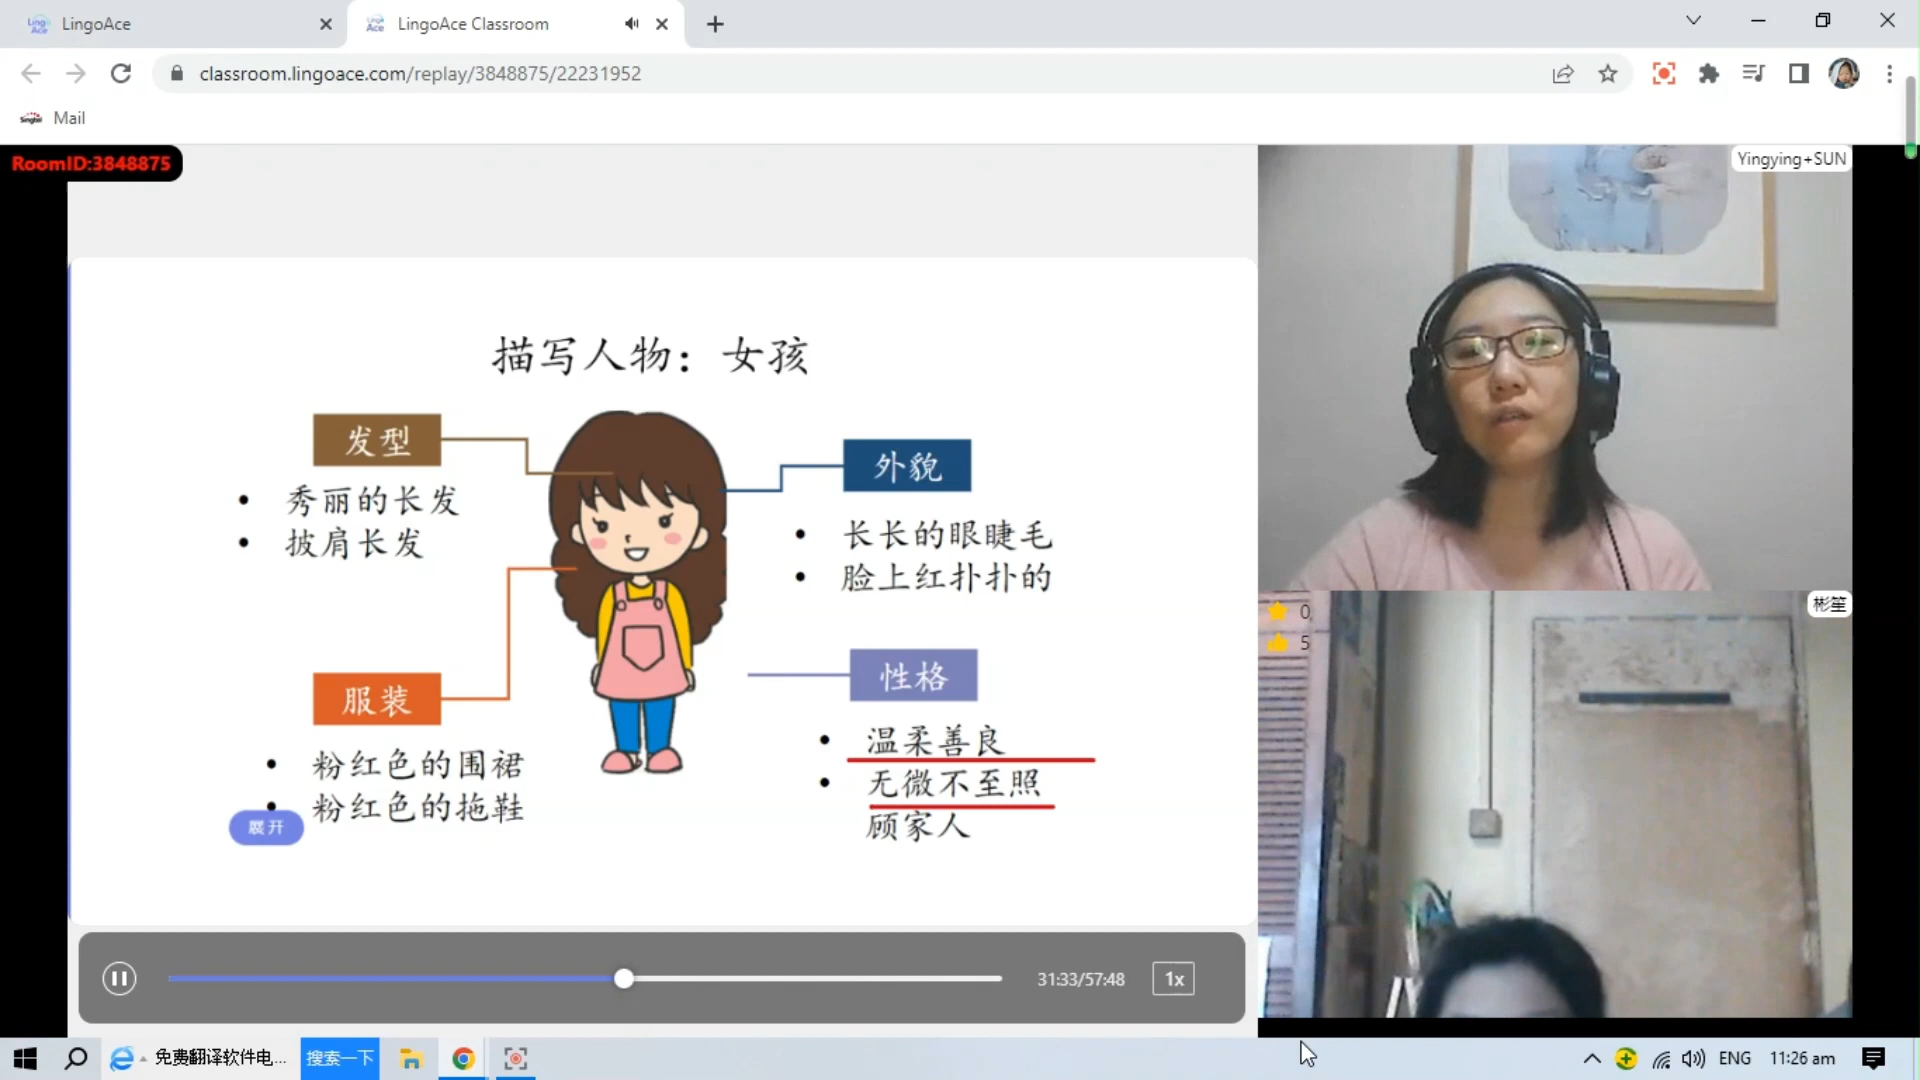 LingoAce
LingoAce Classroom
classroom.lingoace.com/replay/3848875/22231952
Mail
RoomID:3848875
Yingying+SUN
描写人物：女孩
发型
秀丽的长发
披肩长发
外貌
长长的眼睫毛
脸上红扑扑的
服装
粉红色的围裙
粉红色的拖鞋
展开
性格
温柔善良
无微不至照
顾家人
彬笙
0
5
31:33/57:48
1x
免费翻译软件电...
搜索一下
ENG
11:26 am